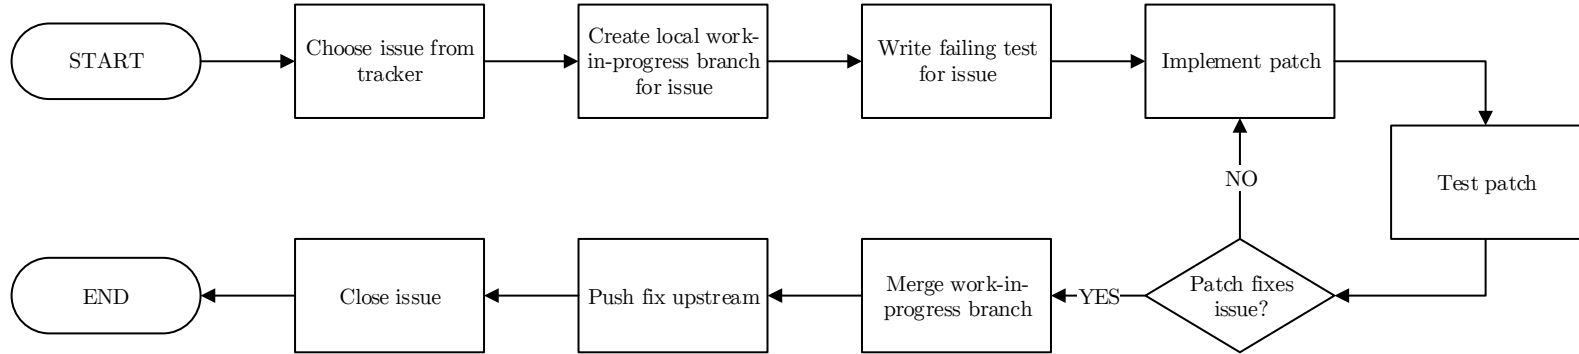 START
Choose issue from
tracker
Create local work-
in-progress branch
for issue
Write failing test
for issue
Implement patch
Test patch
NO
Patch fixes
issue?
YES
Merge work-in-
progress branch
Push fix upstream
Close issue
END